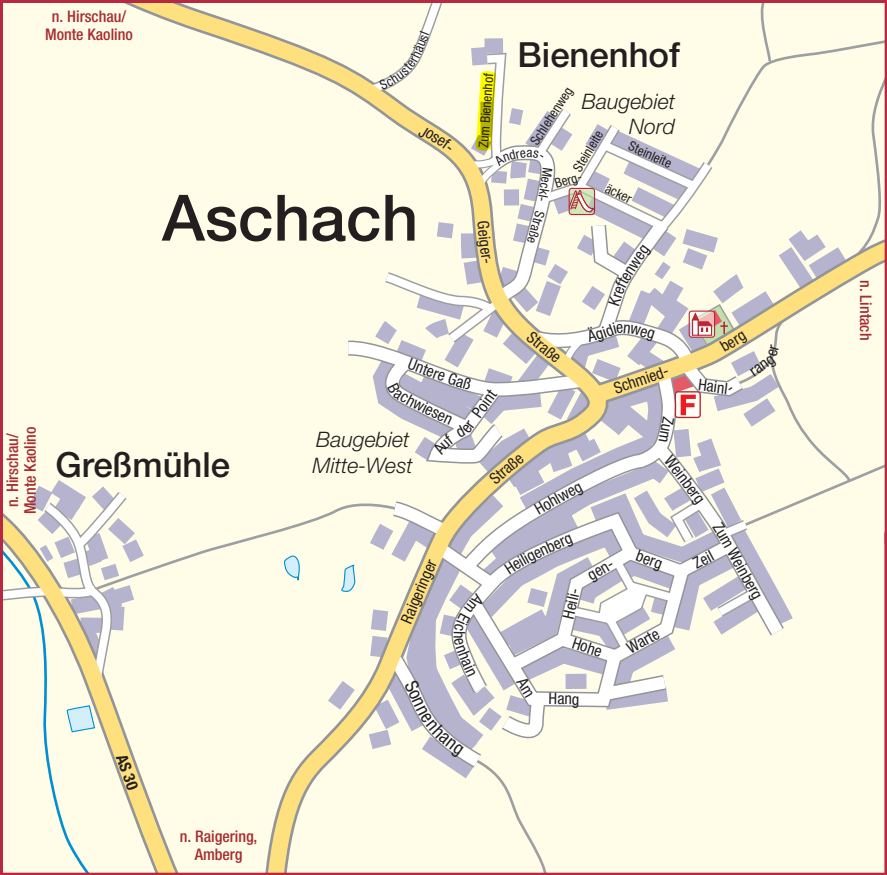 n. Hirschau/
Monte Kaolino
Schusterhäusl
Bienenhof
Zum Bienenhof
Schlehenweg
Baugebiet
Nord
Josef-
Andreas-
Steinleite
Steinleite
Meckl-
Berg-
äcker
Straße
Aschach
Geiger-
Kreffenweg
n. Lintach
Ägidienweg
Straße
berg
Schmied-
Hainl-
ranger
F
Untere Gaß
Bachwiesen
Auf der Point
Baugebiet
Mitte-West
Zum
Weinberg
n. Hirschau/
Monte Kaolino
Greßmühle
Straße
Hohlweg
Heiligenberg
Zum Weinberg
Zeil
berg
gen-
Heili-
Raigeringer
Am Eichenhain
Hohe
Warte
Am
Hang
Sonnenhang
AS 30
n. Raigering,
Amberg